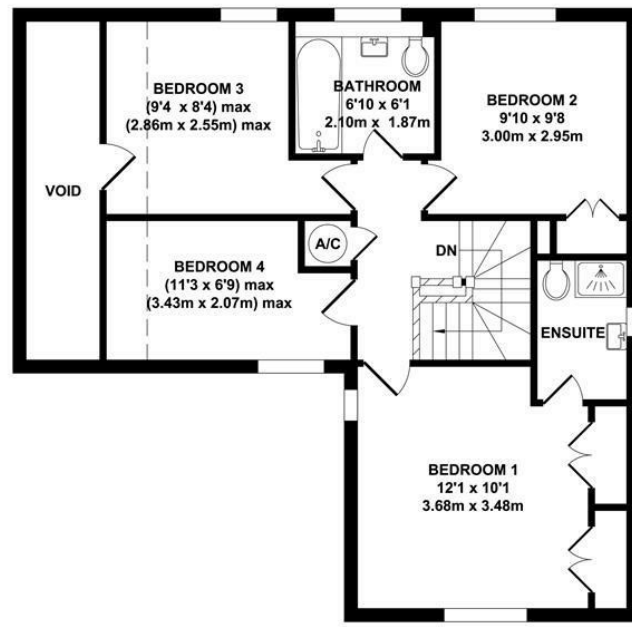 BEDROOM 3
(9'4 x 8'4) max
(2.86m x 2.55m) max
BATHROOM
6'10 x 6'1
2.10m x 1.87m
BEDROOM 2
9'10 x 9'8
3.00m x 2.95m
VOID
A/C
DN
BEDROOM 4
(11'3 x 6'9) max
(3.43m x 2.07m) max
ENSUITE
BEDROOM 1
12'1 x 10'1
3.68m x 3.48m